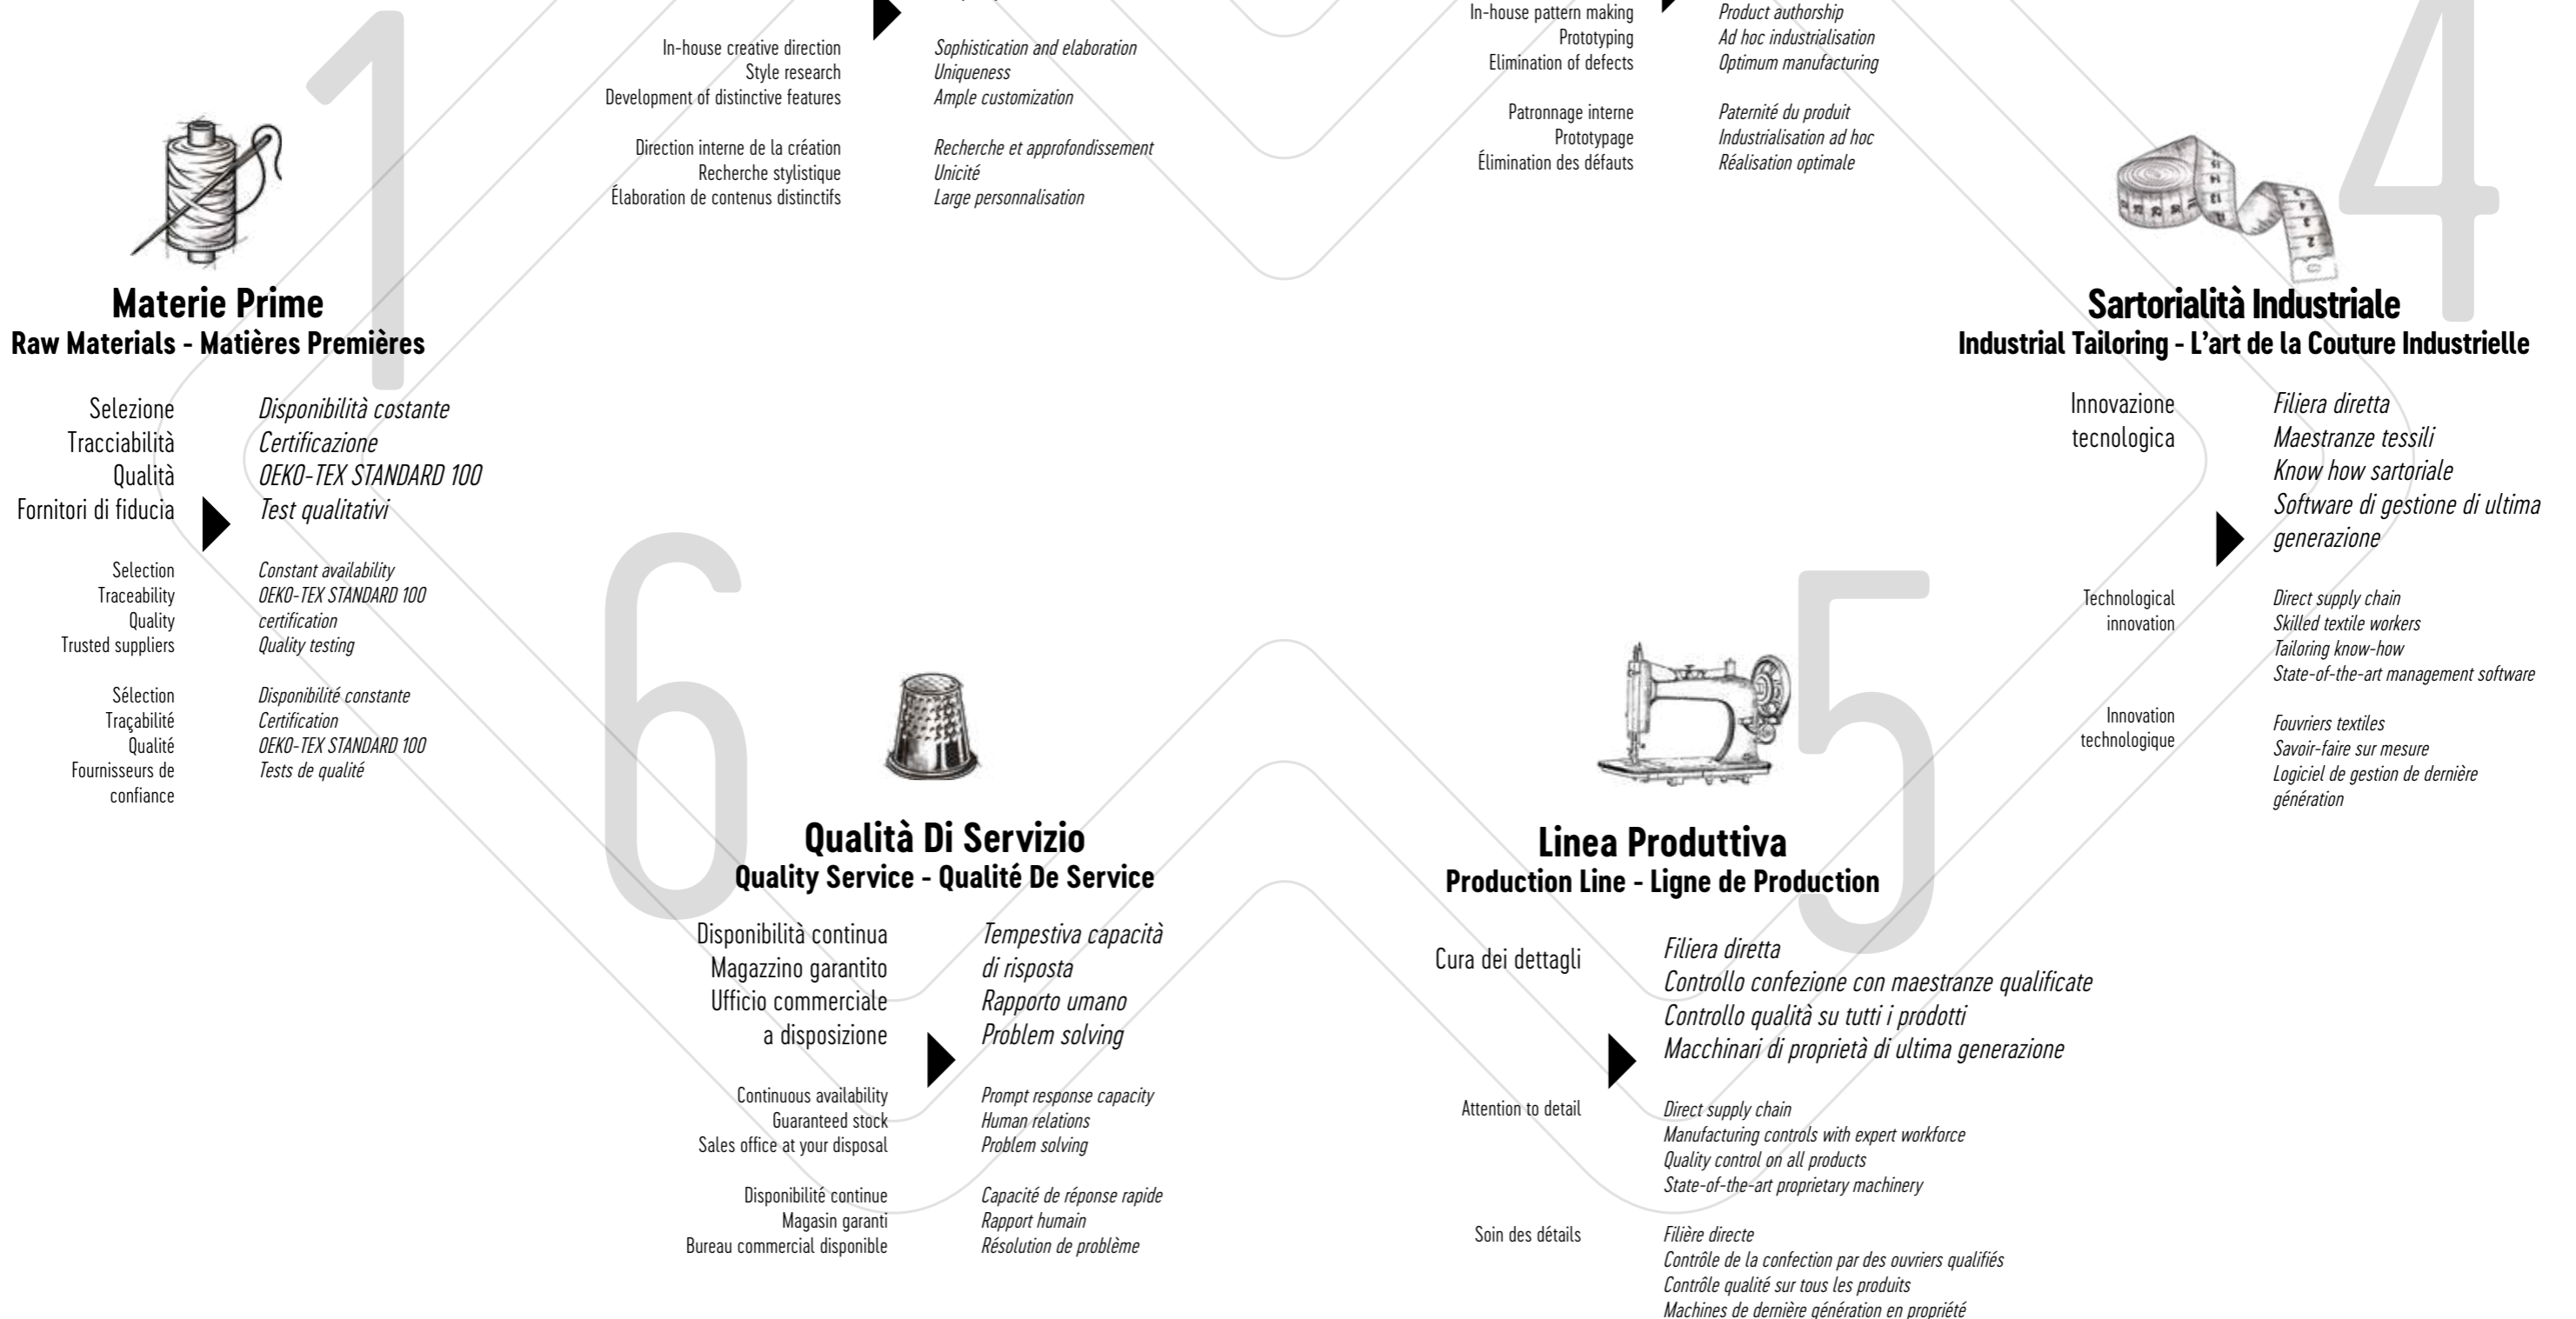 In-house creative direction
Style research
Development of distinctive features
Sophistication and elaboration
Uniqueness
Ample customization
Direction interne de la création
Recherche stylistique
Élaboration de contenus distinctifs
Recherche et approfondissement
Unicité
Large personnalisation
In-house pattern making
Prototyping
Elimination of defects
Product authorship
Ad hoc industrialisation
Optimum manufacturing
Patronnage interne
Prototypage
Élimination des défauts
Paternité du produit
Industrialisation ad hoc
Réalisation optimale
1
Materie Prime
Raw Materials - Matières Premières
Selezione
Tracciabilità
Qualità
Fornitori di fiducia
Disponibilità costante
Certificazione
OEKO-TEX STANDARD 100
Test qualitativi
Selection
Traceability
Quality
Trusted suppliers
Constant availability
OEKO-TEX STANDARD 100
certification
Quality testing
Sélection
Traçabilité
Qualité
Fournisseurs de
confiance
Disponibilité constante
Certification
OEKO-TEX STANDARD 100
Tests de qualité
4
Sartorialità Industriale
Industrial Tailoring - L'art de la Couture Industrielle
Innovazione
tecnologica
Filiera diretta
Maestranze tessili
Know how sartoriale
Software di gestione di ultima
generazione
Technological
innovation
Direct supply chain
Skilled textile workers
Tailoring know-how
State-of-the-art management software
Innovation
technologique
Fouvriers textiles
Savoir-faire sur mesure
Logiciel de gestion de dernière
génération
6
Qualità Di Servizio
Quality Service - Qualité De Service
Disponibilità continua
Magazzino garantito
Ufficio commerciale
a disposizione
Tempestiva capacità
di risposta
Rapporto umano
Problem solving
Continuous availability
Guaranteed stock
Sales office at your disposal
Prompt response capacity
Human relations
Problem solving
Disponibilité continue
Magasin garanti
Bureau commercial disponible
Capacité de réponse rapide
Rapport humain
Résolution de problème
5
Linea Produttiva
Production Line - Ligne de Production
Cura dei dettagli
Filiera diretta
Controllo confezione con maestranze qualificate
Controllo qualità su tutti i prodotti
Macchinari di proprietà di ultima generazione
Attention to detail
Direct supply chain
Manufacturing controls with expert workforce
Quality control on all products
State-of-the-art proprietary machinery
Soin des détails
Filière directe
Contrôle de la confection par des ouvriers qualifiés
Contrôle qualité sur tous les produits
Machines de dernière génération en propriété